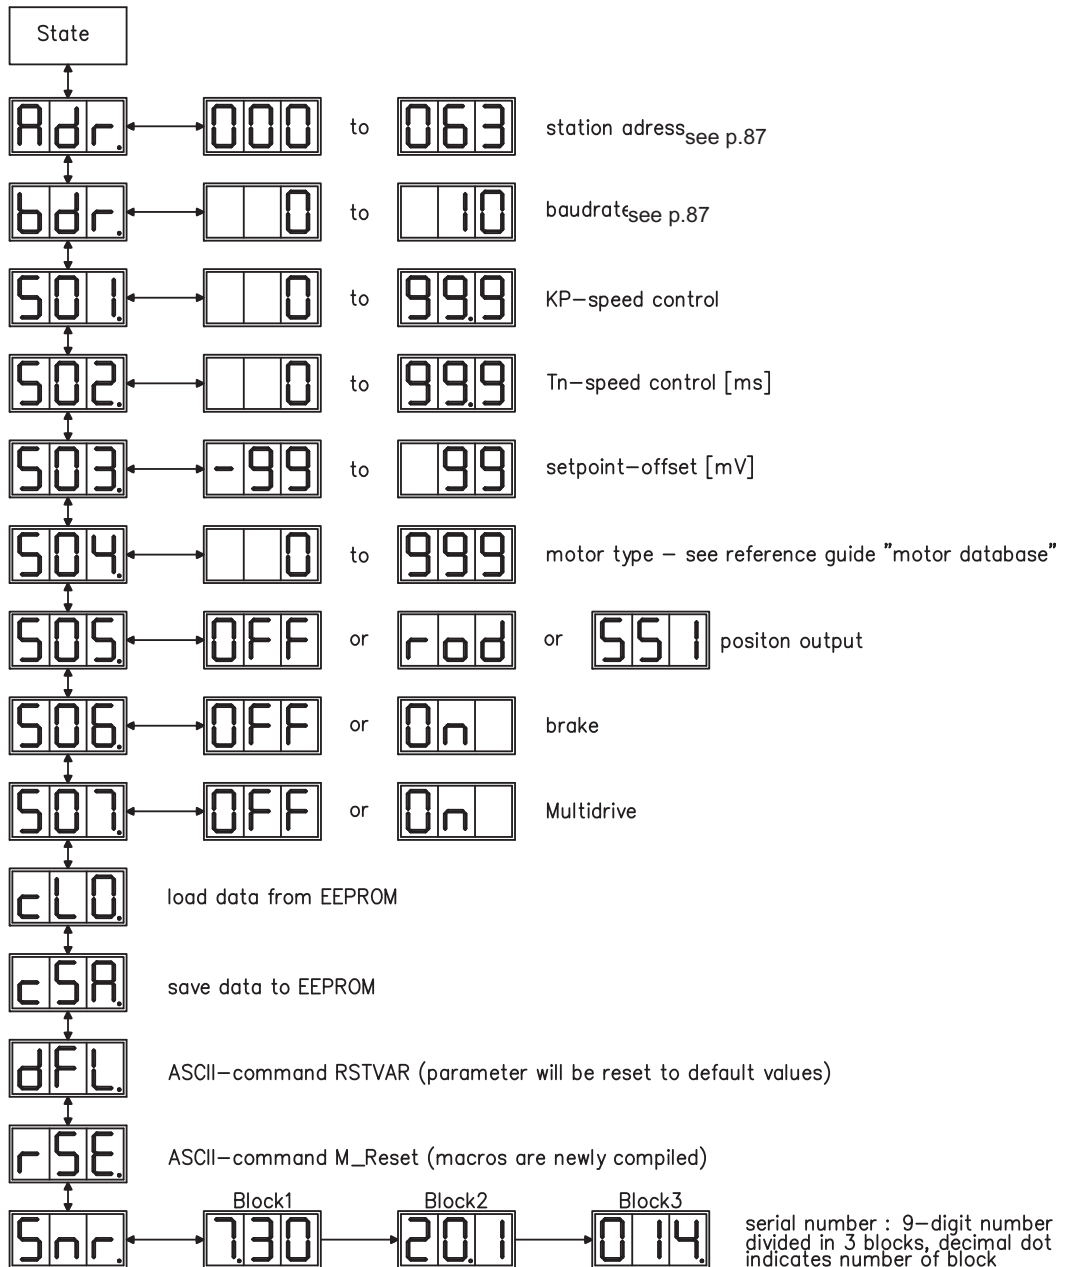 State
Adr. 000 to 063 station adress see p.87
bdr. 0 to 10 baudrate see p.87
S01. 0 to 99.9 KP-speed control
S02. 0 to 99.9 Tn-speed control [ms]
S03. -99 to 99 setpoint-offset [mV]
S04. 0 to 999 motor type - see reference guide "motor database"
S05. OFF or rod or SSI positon output
S06. OFF or On brake
S07. OFF or On Multidrive
cLO. load data from EEPROM
cSA. save data to EEPROM
dFL. ASCII-command RSTVAR (parameter will be reset to default values)
rSE. ASCII-command M_Reset (macros are newly compiled)
Block1 Block2 Block3
Snr. 7.30 20.1 014. serial number : 9-digit number
divided in 3 blocks, decimal dot
indicates number of block